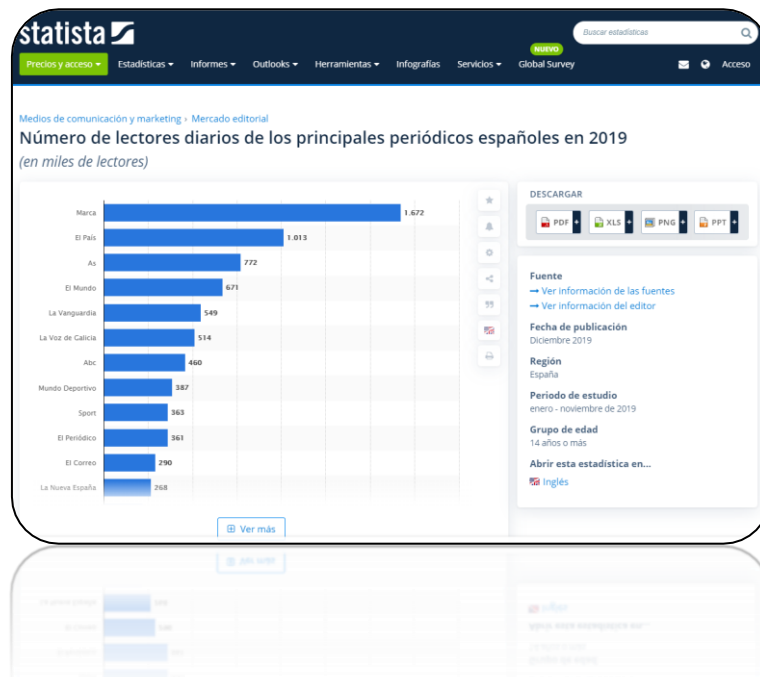 statista
Buscar estadísticas
NUEVO
Precios y acceso
Estadísticas
Informes
Outlooks
Herramientas
Infografías
Servicios
Global Survey
Acceso
Medios de comunicación y marketing › Mercado editorial
Número de lectores diarios de los principales periódicos españoles en 2019
(en miles de lectores)
Marca 1.672
El País 1.013
As 772
El Mundo 671
La Vanguardia 549
La Voz de Galicia 514
Abc 460
Mundo Deportivo 387
Sport 363
El Periódico 361
El Correo 290
La Nueva España 268
Ver más
DESCARGAR
PDF + XLS + PNG + PPT +
Fuente
→ Ver información de las fuentes
→ Ver información del editor
Fecha de publicación
Diciembre 2019
Región
España
Periodo de estudio
enero - noviembre de 2019
Grupo de edad
14 años o más
Abrir esta estadística en...
Inglés